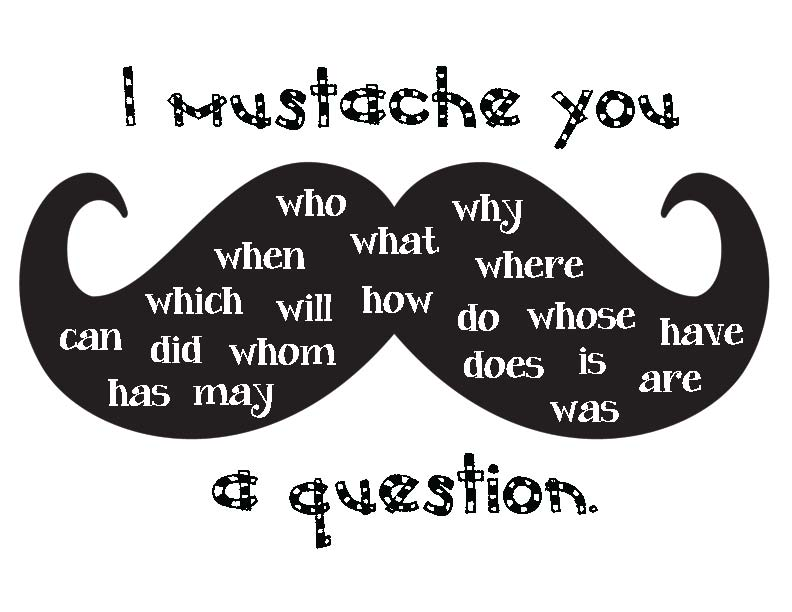 I mustache you
who why
what
when where
which will how do whose have
can did whom does is are
has may was
a question.